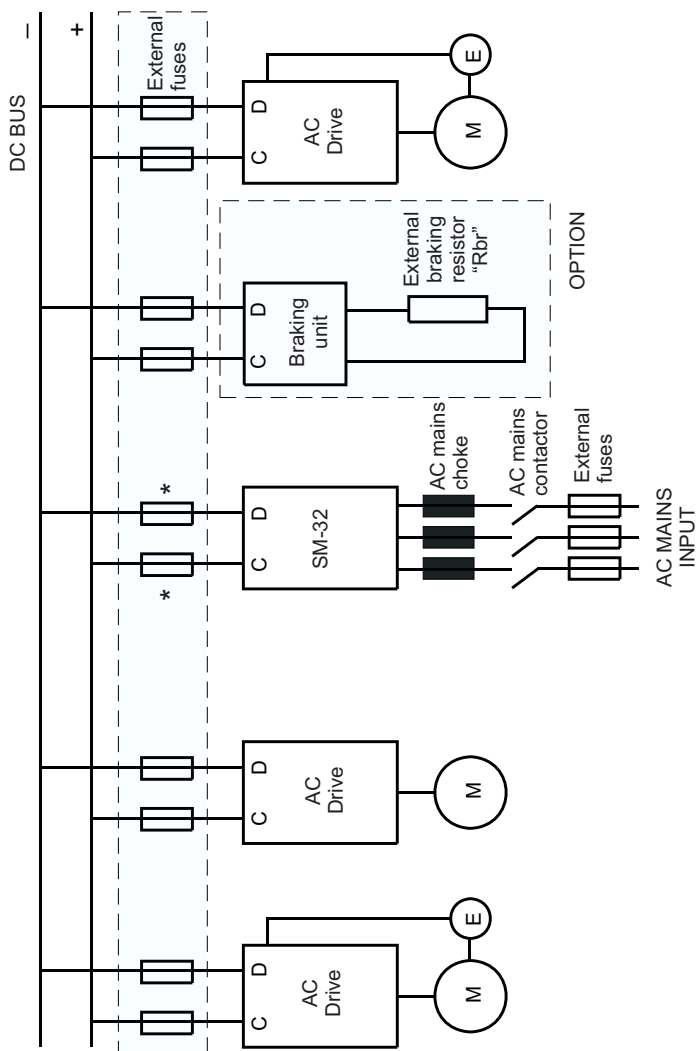 DC BUS
–
+
External
fuses
*
*
C
D
AC
Drive
E
M
C
D
AC
Drive
M
C
D
SM-32
AC mains
choke
AC mains
contactor
External
fuses
AC MAINS
INPUT
C
D
Braking
unit
External
braking
resistor
“Rbr”
OPTION
C
D
AC
Drive
E
M